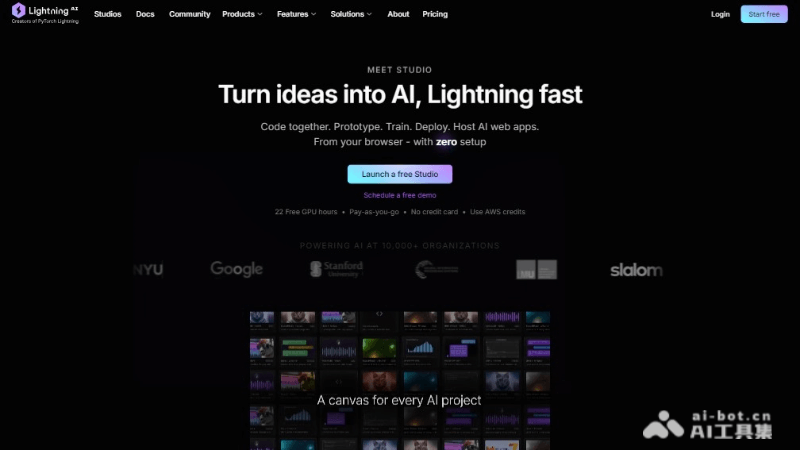 Lightning AI
Creators of PyTorch Lightning
Studios Docs Community Products Features Solutions About Pricing
Login Start free
MEET STUDIO
Turn ideas into AI, Lightning fast
Code together. Prototype. Train. Deploy. Host AI web apps.
From your browser - with zero setup
Launch a free Studio
Schedule a free demo
22 Free GPU hours • Pay-as-you-go • No credit card • Use AWS credits
POWERING AI AT 10,000+ ORGANIZATIONS
NYU Google Stanford University slalom
A canvas for every AI project
ai-bot.cn
AI工具集